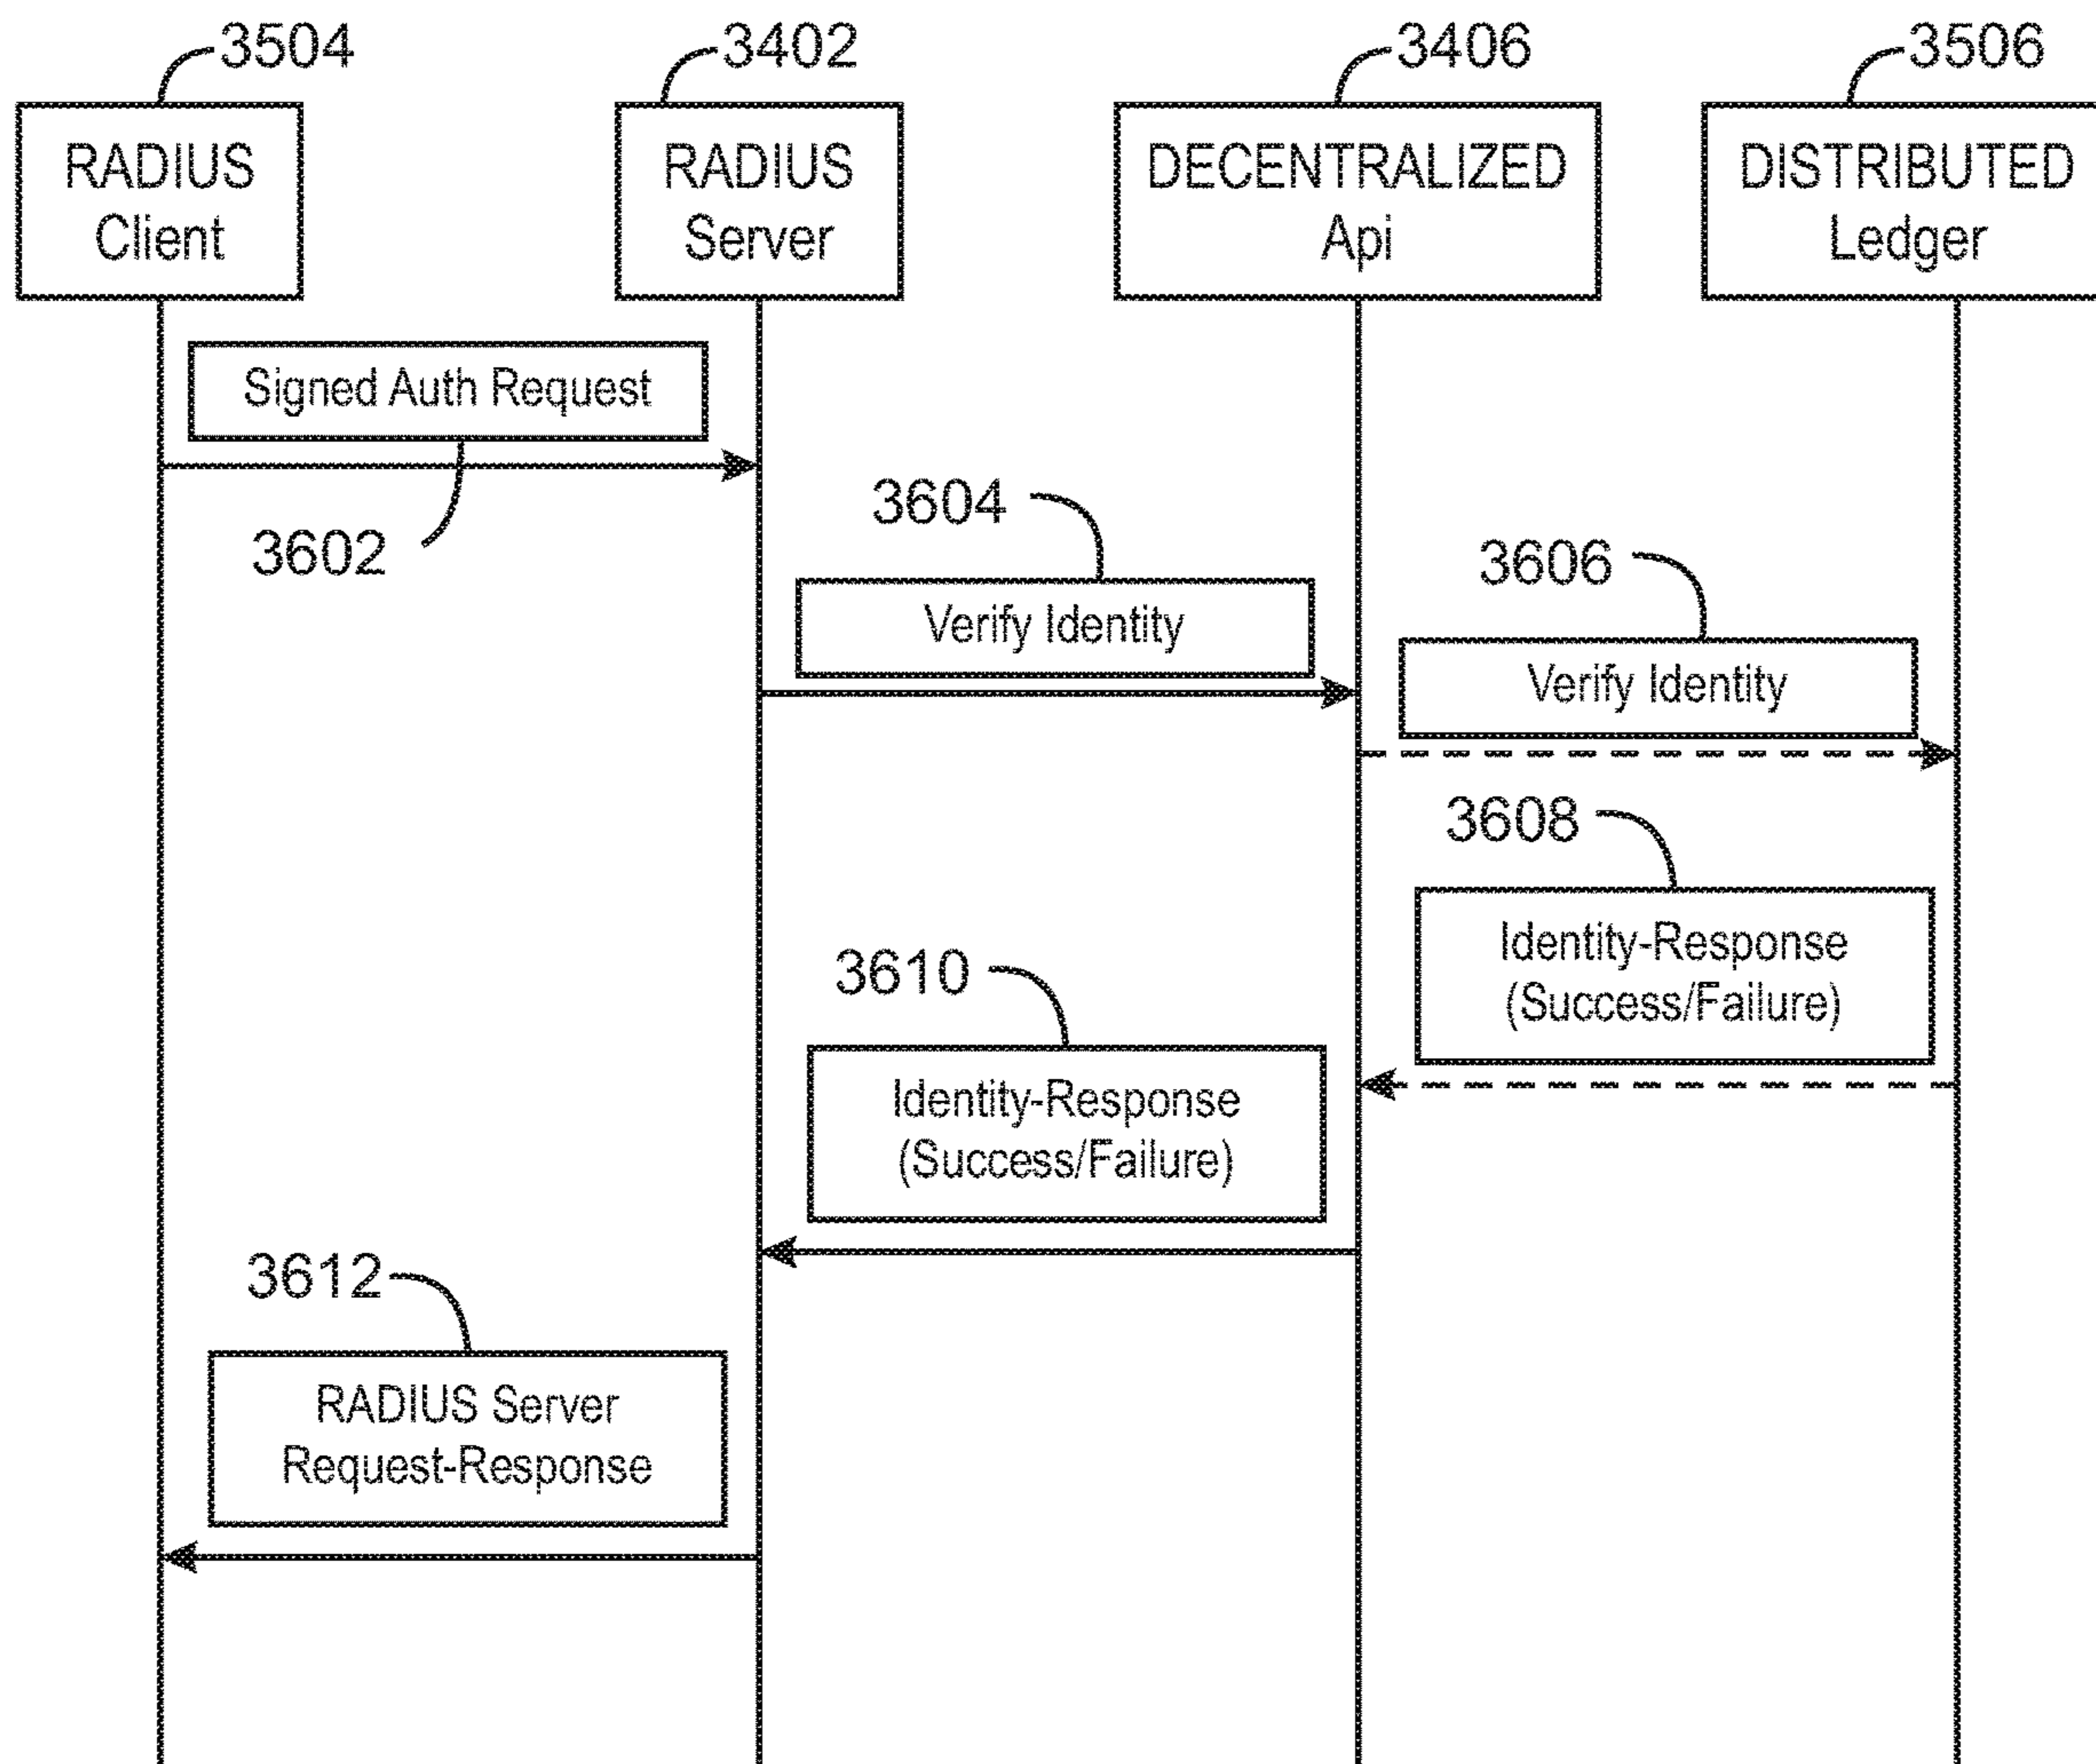 3504
3402
3406
3506
RADIUS
Client
RADIUS
Server
DECENTRALIZED
Api
DISTRIBUTED
Ledger
Signed Auth Request
3602
3604
Verify Identity
3606
Verify Identity
3608
Identity-Response
(Success/Failure)
3610
Identity-Response
(Success/Failure)
3612
RADIUS Server
Request-Response